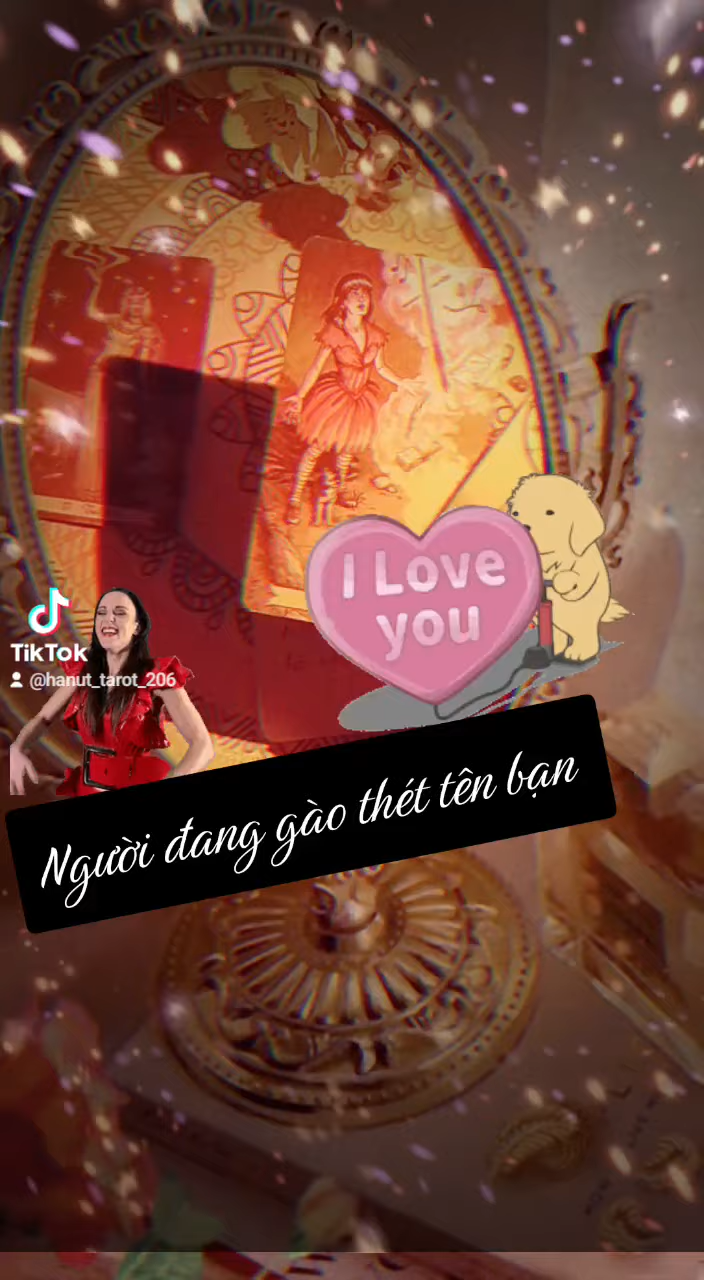 I Love
you
TikTok
@hanut_tarot_206
Người đang gào thét tên bạn